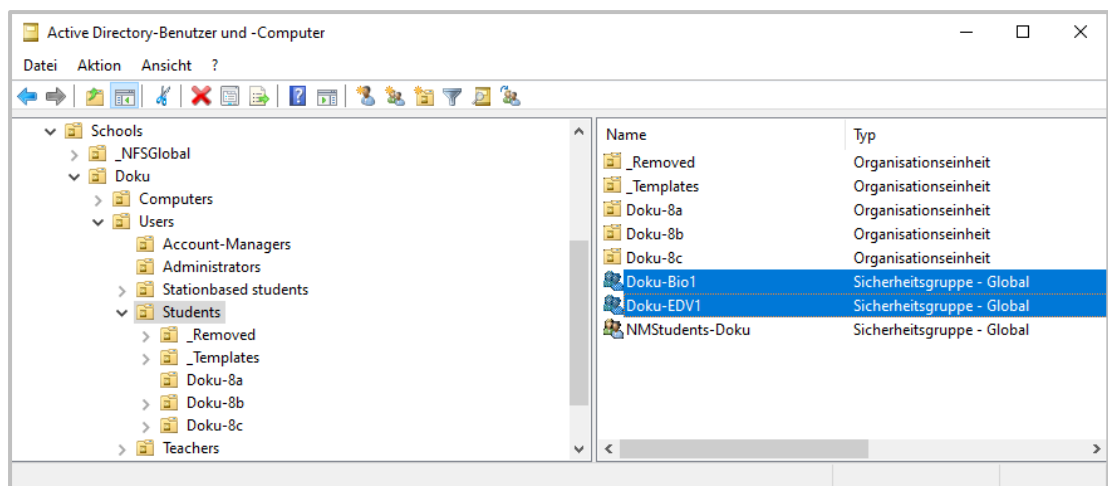 Active Directory-Benutzer und -Computer
Datei Aktion Ansicht ?
Schools
_NFSGlobal
Doku
Computers
Users
Account-Managers
Administrators
Stationbased students
Students
_Removed
_Templates
Doku-8a
Doku-8b
Doku-8c
Teachers
Name Typ
_Removed Organisationseinheit
_Templates Organisationseinheit
Doku-8a Organisationseinheit
Doku-8b Organisationseinheit
Doku-8c Organisationseinheit
Doku-Bio1 Sicherheitsgruppe - Global
Doku-EDV1 Sicherheitsgruppe - Global
NMStudents-Doku Sicherheitsgruppe - Global